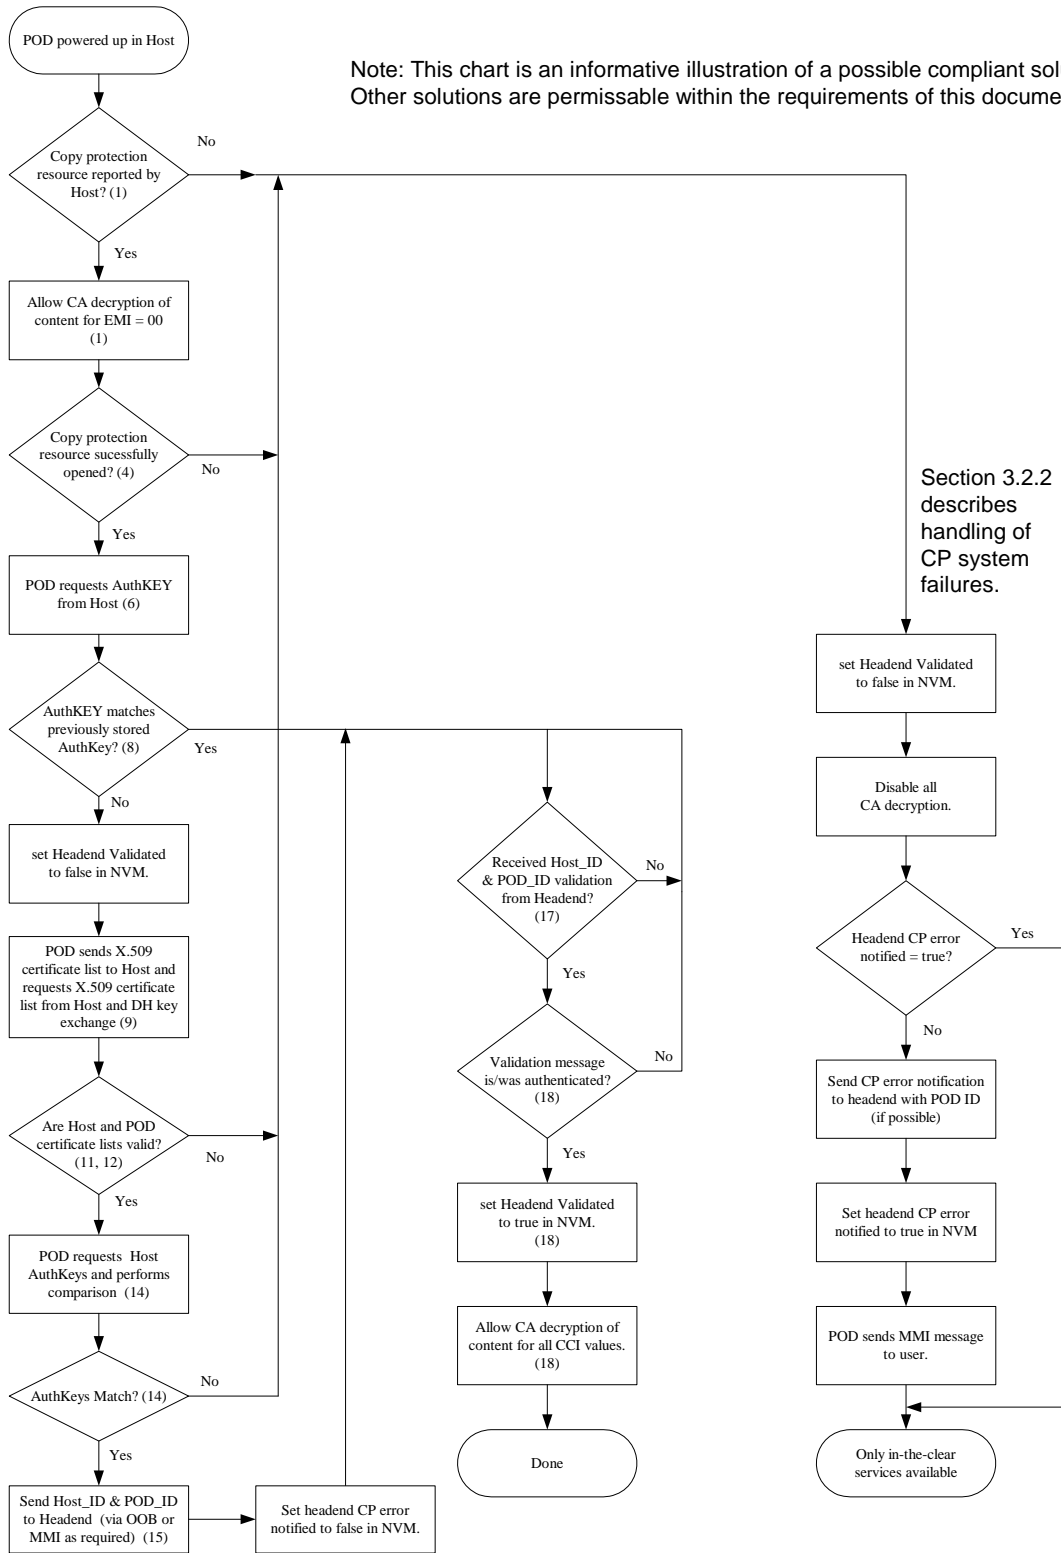 POD powered up in Host
Note: This chart is an informative illustration of a possible compliant sol
Other solutions are permissable within the requirements of this docume
No
Copy protection
resource reported by
Host? (1)
Yes
Allow CA decryption of
content for EMI = 00
(1)
Copy protection
resource sucessfully
opened? (4)
No
Yes
POD requests AuthKEY
from Host (6)
AuthKEY matches
previously stored
AuthKey? (8)
Yes
No
set Headend Validated
to false in NVM.
POD sends X.509
certificate list to Host and
requests X.509 certificate
list from Host and DH key
exchange (9)
Are Host and POD
certificate lists valid?
(11, 12)
No
Yes
POD requests Host
AuthKeys and performs
comparison (14)
AuthKeys Match? (14)
No
Yes
Send Host_ID & POD_ID
to Headend (via OOB or
MMI as required) (15)
Set headend CP error
notified to false in NVM.
Received Host_ID
& POD_ID validation
from Headend?
(17)
No
Yes
Validation message
is/was authenticated?
(18)
No
Yes
set Headend Validated
to true in NVM.
(18)
Allow CA decryption of
content for all CCI values.
(18)
Done
Section 3.2.2
describes
handling of
CP system
failures.
set Headend Validated
to false in NVM.
Disable all
CA decryption.
Headend CP error
notified = true?
Yes
No
Send CP error notification
to headend with POD ID
(if possible)
Set headend CP error
notified to true in NVM
POD sends MMI message
to user.
Only in-the-clear
services available